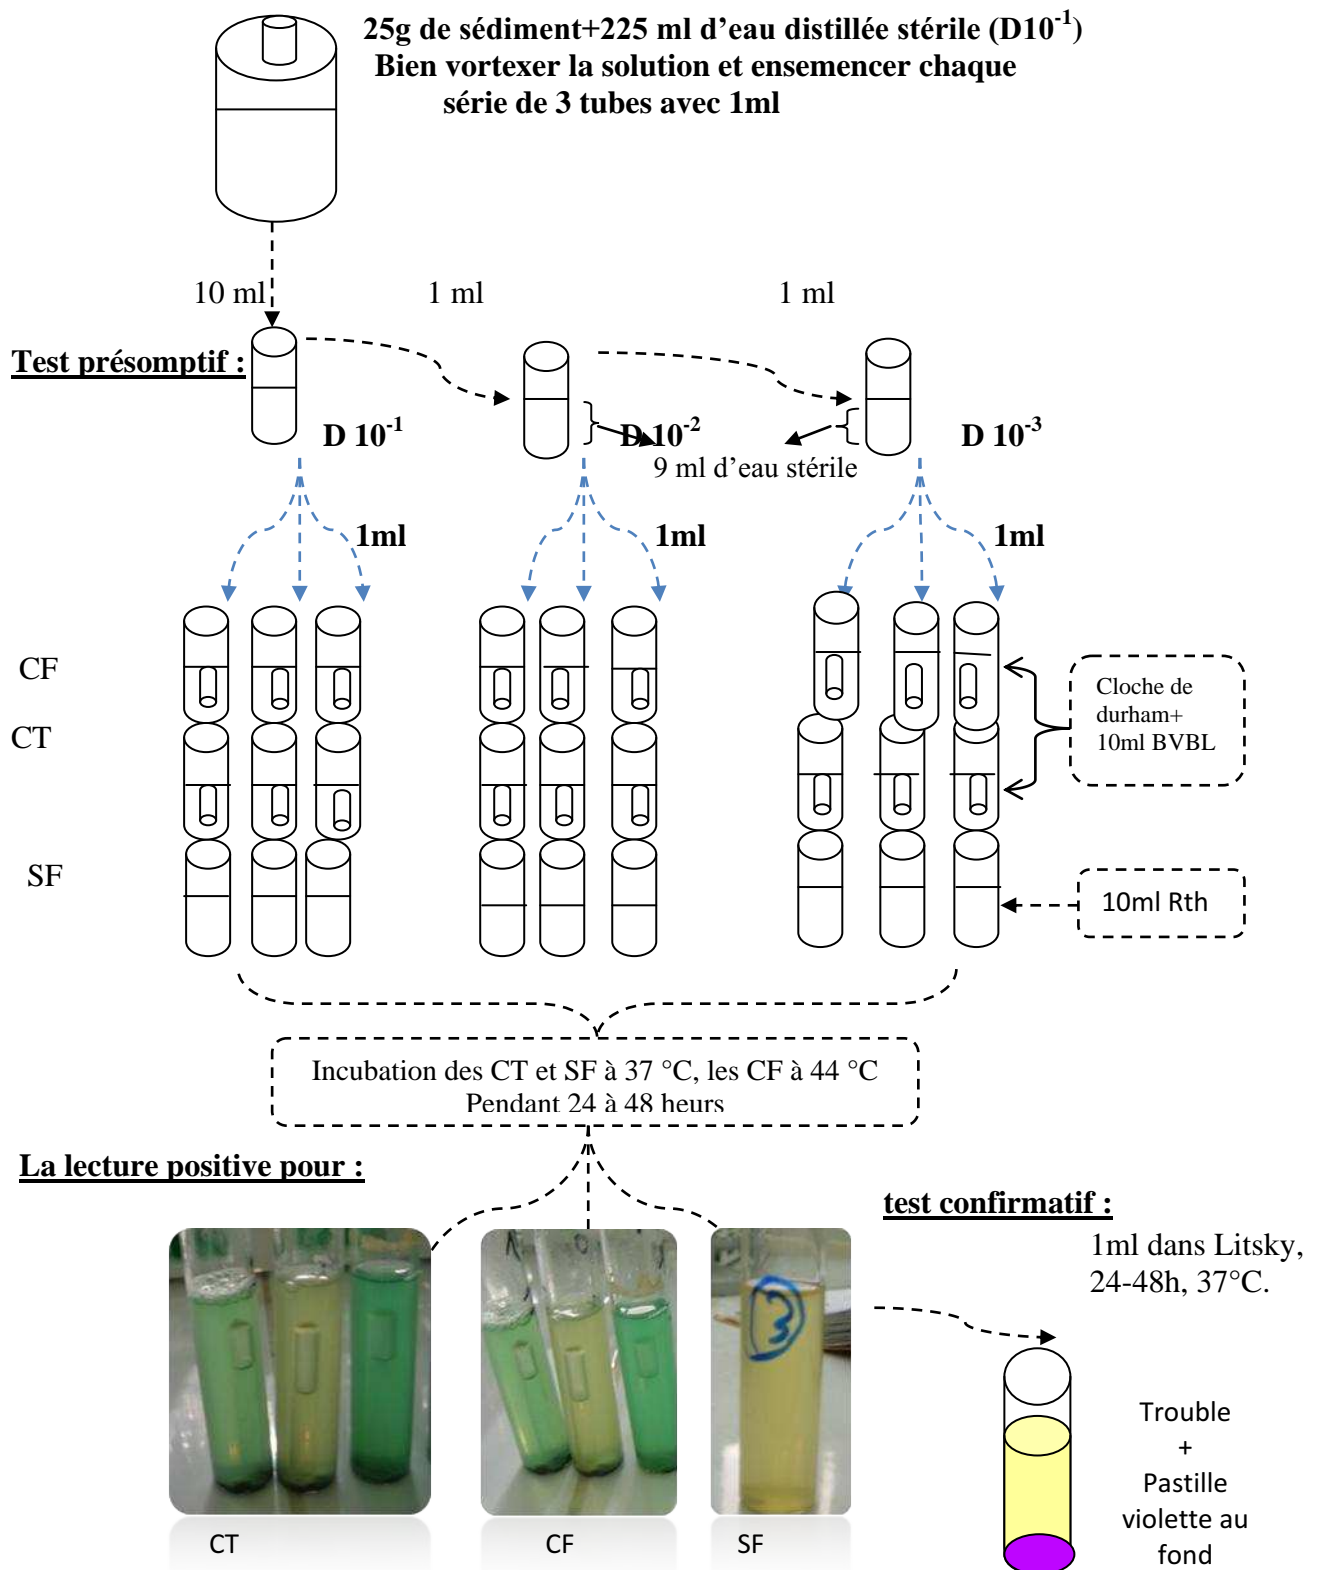 25g de sédiment+225 ml d’eau distillée stérile (D10⁻¹)
Bien vortexer la solution et ensemencer chaque
série de 3 tubes avec 1ml
10 ml
1 ml
1 ml
Test présomptif :
D 10⁻¹
D 10⁻²
D 10⁻³
9 ml d’eau stérile
1ml
1ml
1ml
CF
Cloche de
durham+
10ml BVBL
CT
SF
10ml Rth
Incubation des CT et SF à 37 °C, les CF à 44 °C
Pendant 24 à 48 heurs
La lecture positive pour :
test confirmatif :
1ml dans Litsky,
24-48h, 37°C.
3
Trouble
+
Pastille
violette au
fond
CT
CF
SF